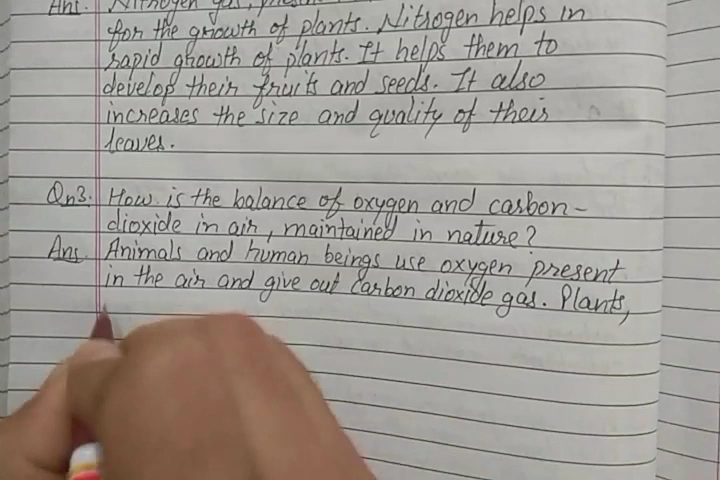 Ans. Nitrogen gas,
for the growth of plants. Nitrogen helps in
rapid growth of plants. It helps them to
develop their fruits and seeds. It also
increases the size and quality of their
leaves.
Qn3. How is the balance of oxygen and carbon-
dioxide in air, maintained in nature?
Ans. Animals and human beings use oxygen present
in the air and give out carbon dioxide gas. Plants,